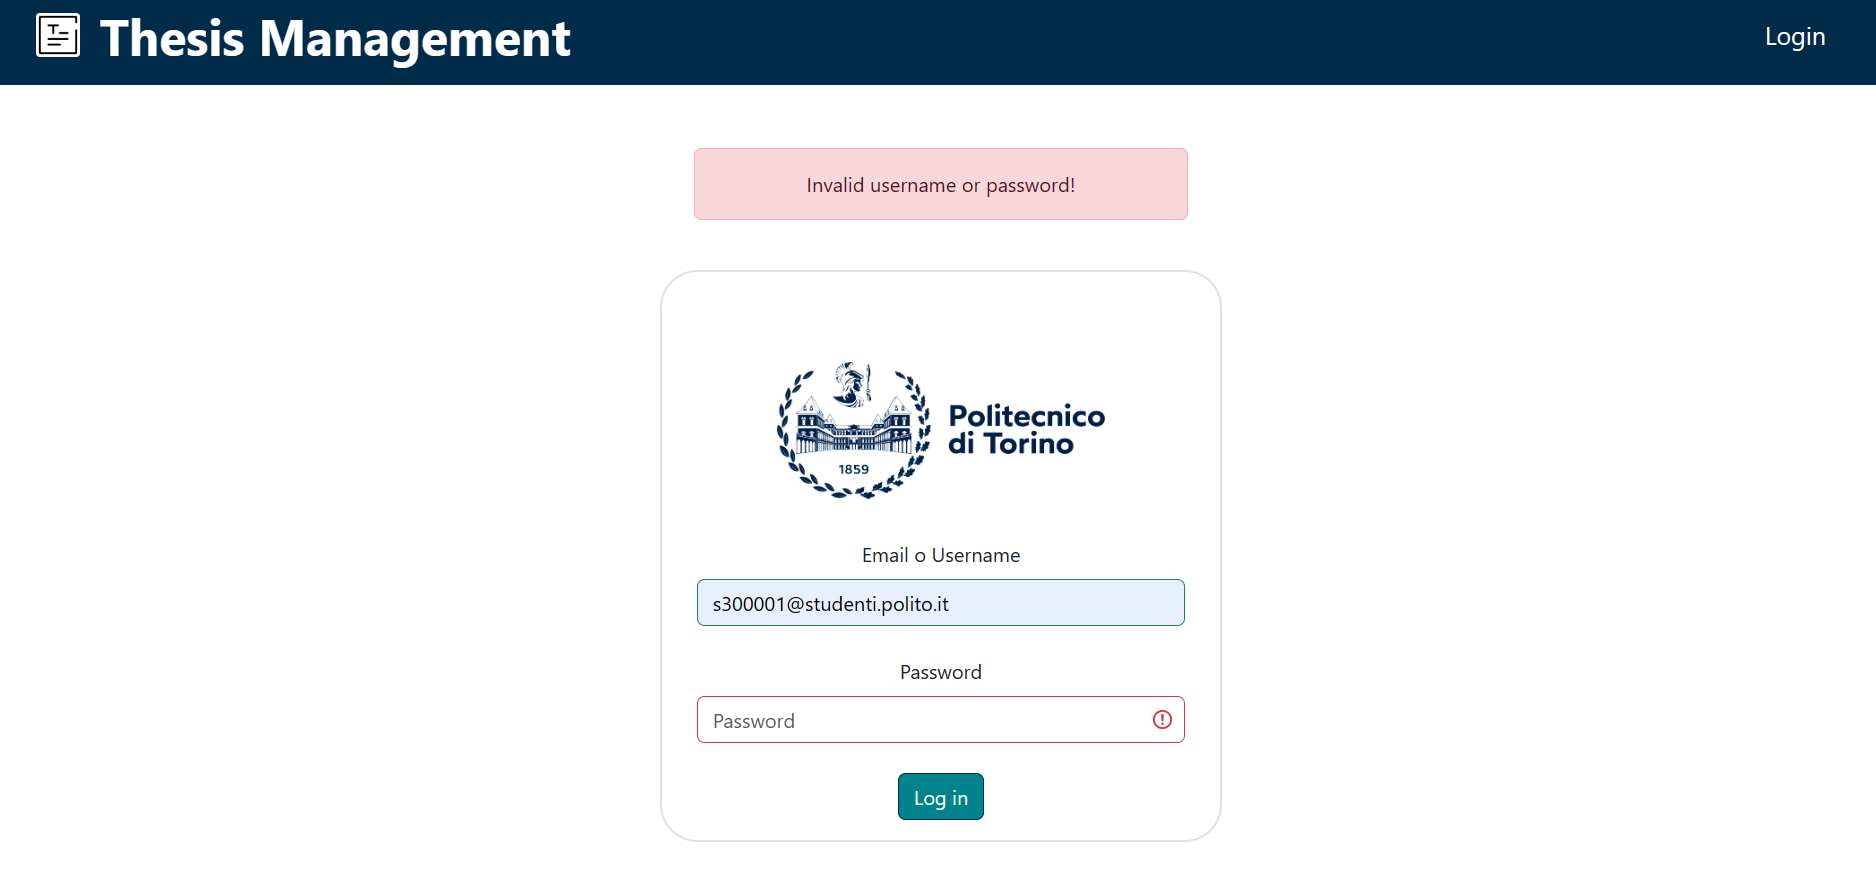 Thesis Management
Login
Invalid username or password!
1859
Politecnico
di Torino
Email o Username
s300001@studenti.polito.it
Password
Password
Log in